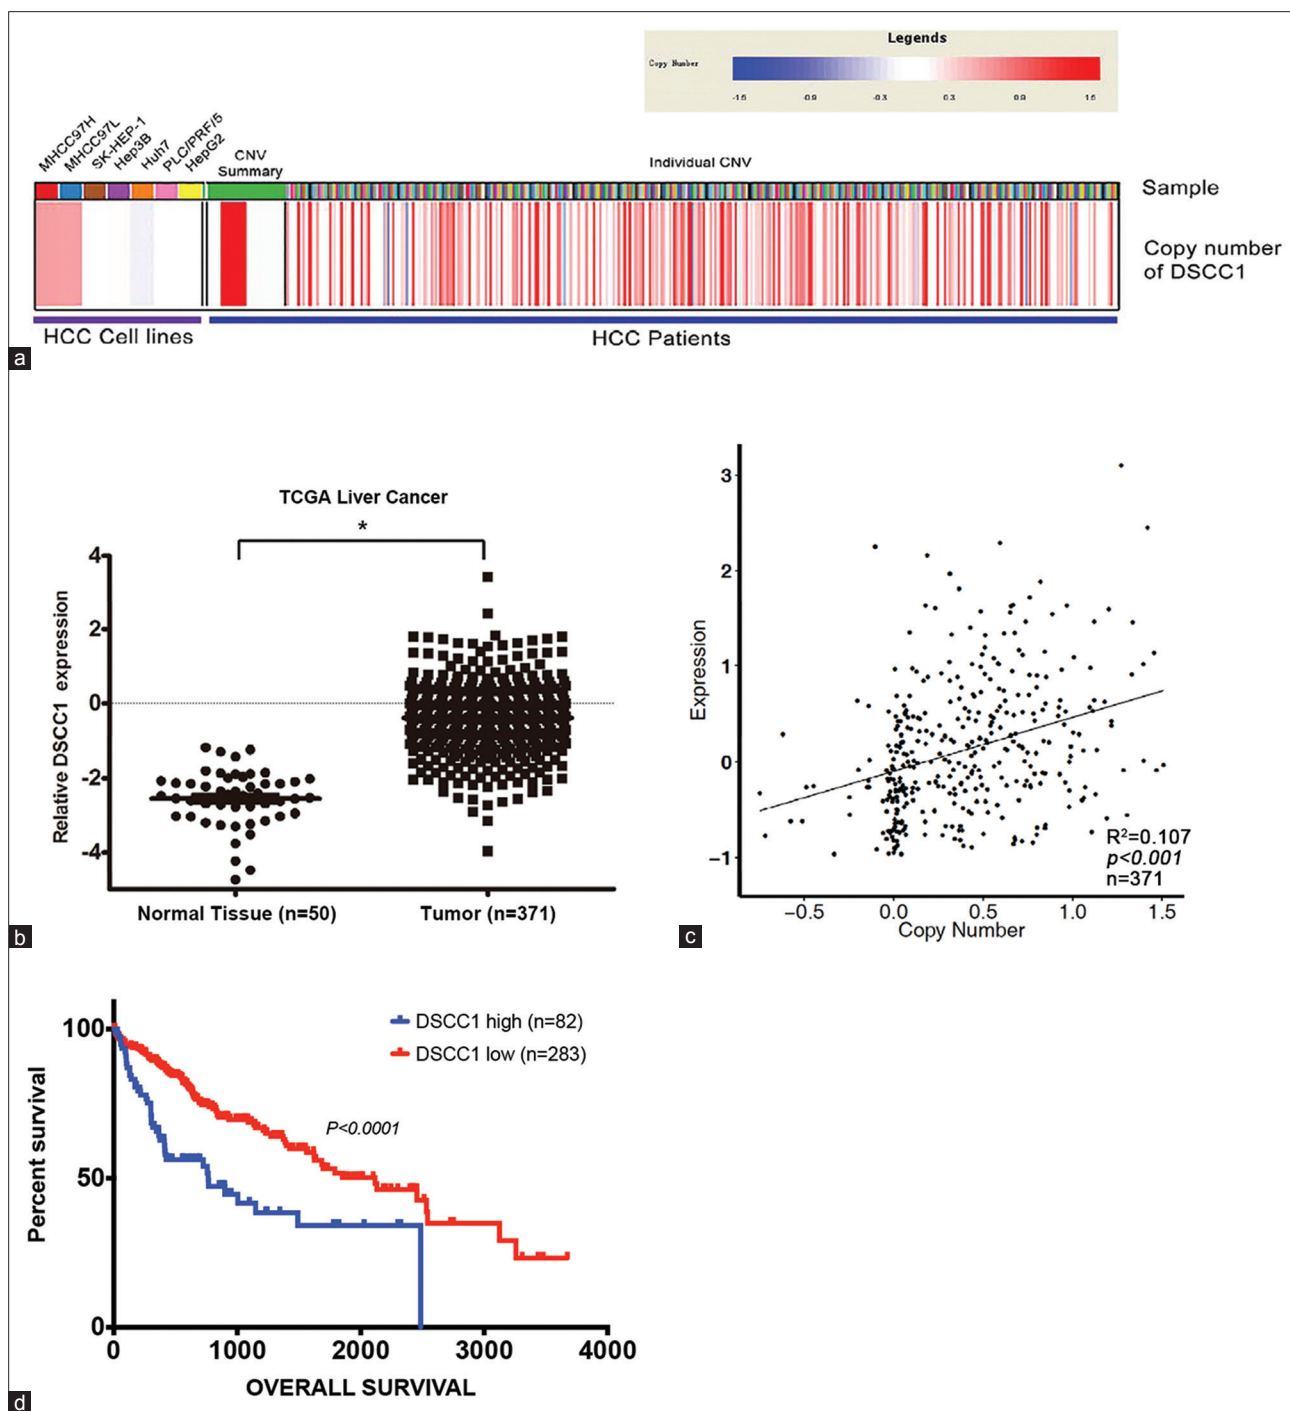 Legends
Copy Number
-1.5 -0.9 -0.3 0.3 0.9 1.5
MHCC97H
MHCC97L
SK-HEP-1
Hep3B
Huh7
PLC/PRF/5
HepG2
CNV
Summary
Individual CNV
Sample
Copy number
of DSCC1
HCC Cell lines
HCC Patients
a
TCGA Liver Cancer
*
Relative DSCC1 expression
4
2
0
-2
-4
Normal Tissue (n=50)
Tumor (n=371)
b
Expression
3
2
1
0
−1
R²=0.107
p<0.001
n=371
−0.5 0.0 0.5 1.0 1.5
Copy Number
c
Percent survival
100
50
0
DSCC1 high (n=82)
DSCC1 low (n=283)
P<0.0001
0 1000 2000 3000 4000
OVERALL SURVIVAL
d